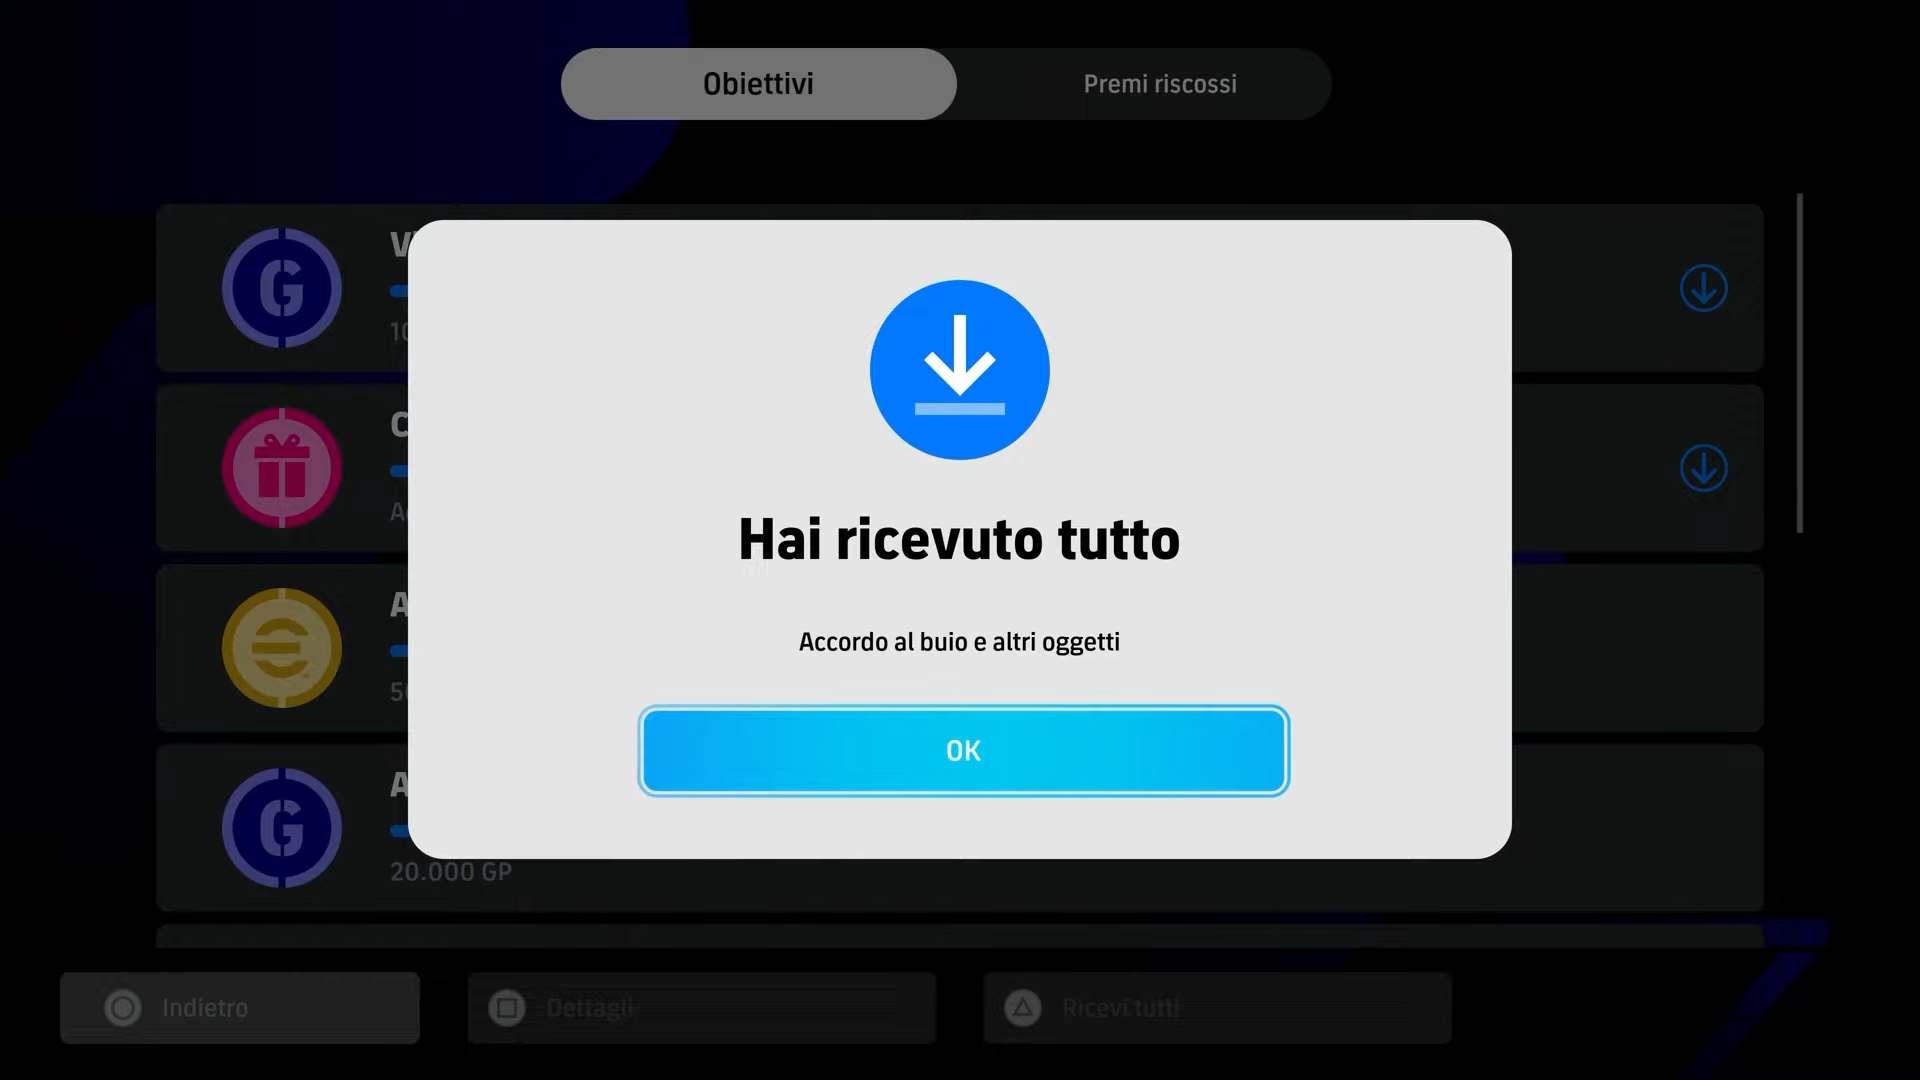 Obiettivi
Premi riscossi
Hai ricevuto tutto
Accordo al buio e altri oggetti
OK
20.000 GP
Indietro
Dettagli
Ricevi tutti